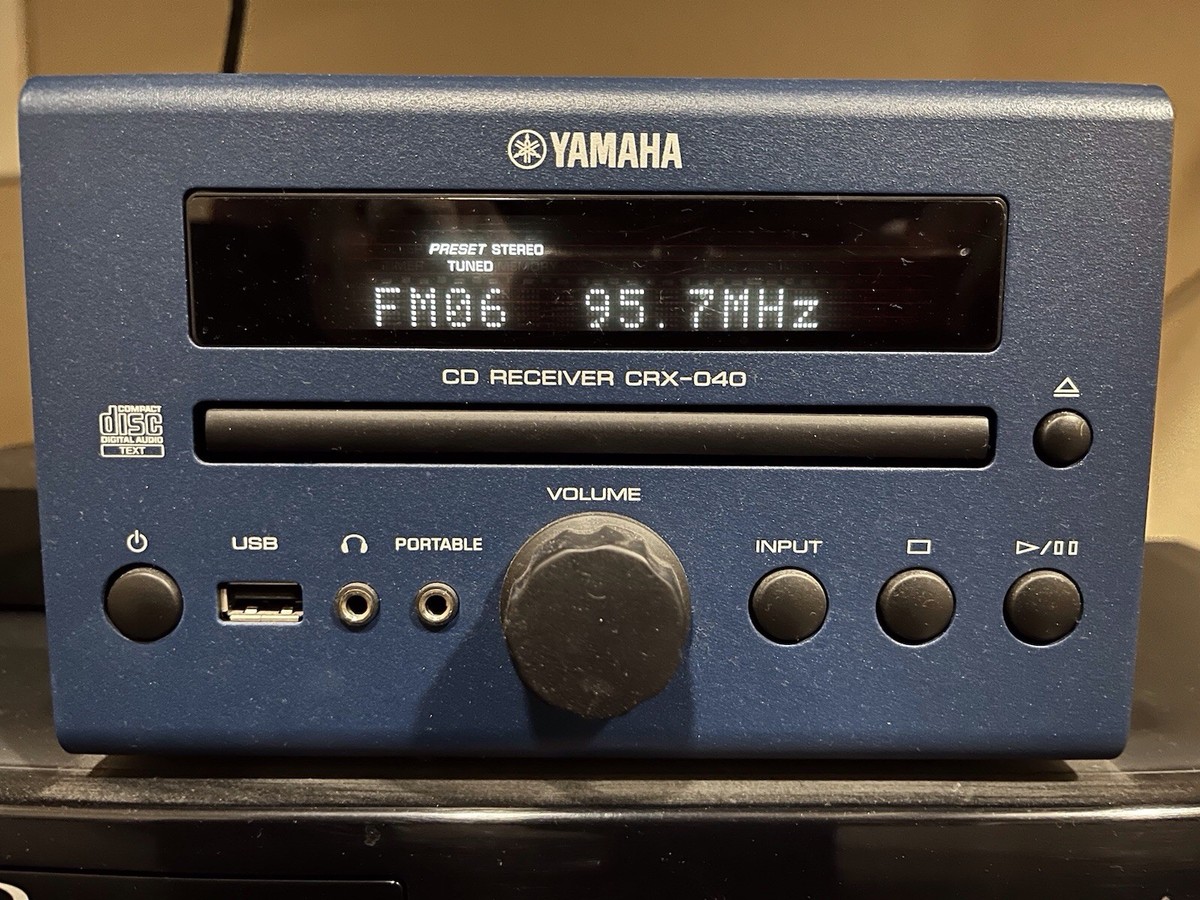 YAMAHA
PRESET STEREO
TUNED
FM06 95.7MHz
CD RECEIVER CRX-040
COMPACT
disc
DIGITAL AUDIO
TEXT
VOLUME
USB
PORTABLE
INPUT